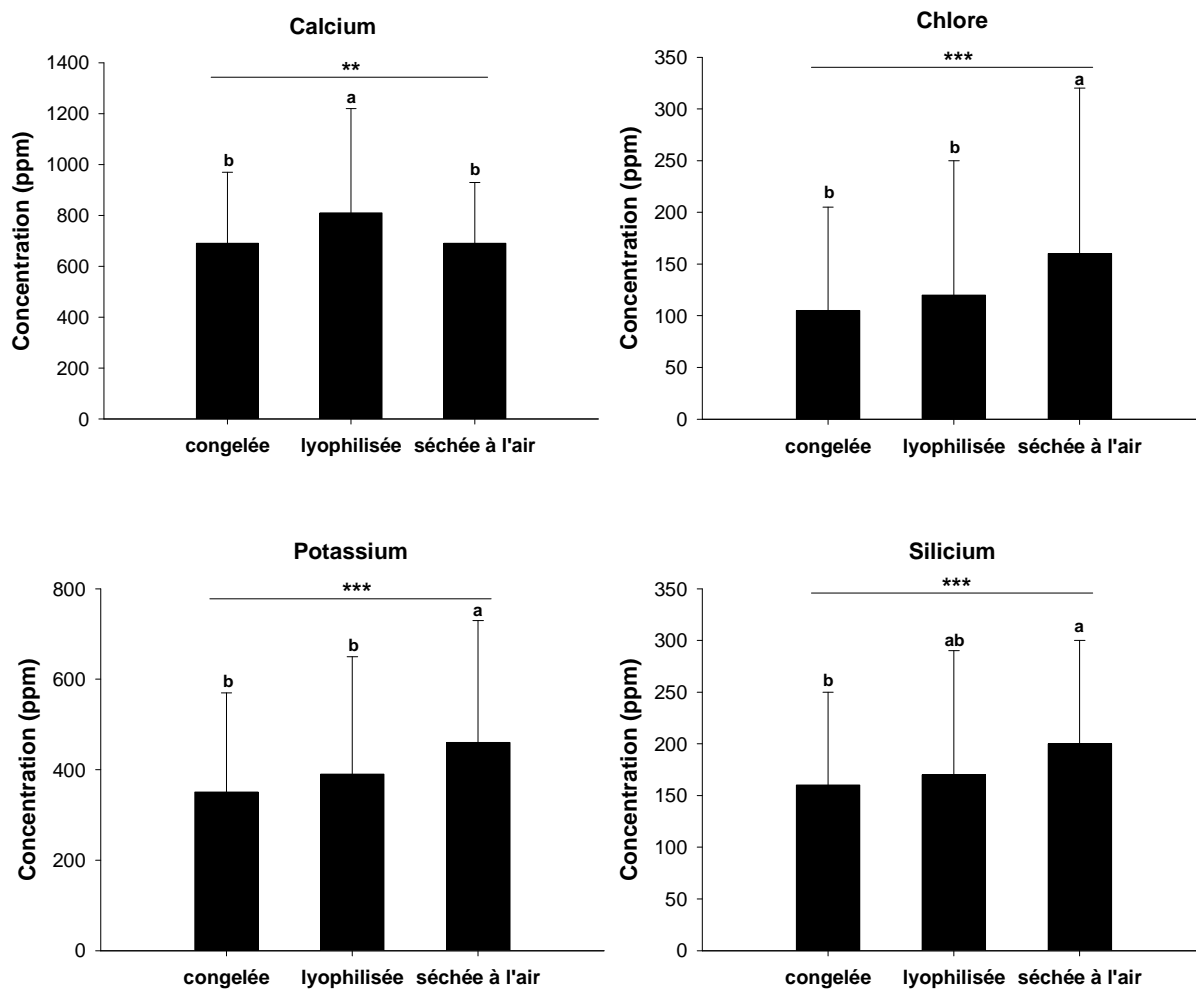 Calcium
**
1400
1200
1000
800
600
400
200
0
Concentration (ppm)
b
a
b
congelée
lyophilisée
séchée à l'air
Chlore
***
350
300
250
200
150
100
50
0
Concentration (ppm)
b
b
a
congelée
lyophilisée
séchée à l'air
Potassium
***
800
600
400
200
0
Concentration (ppm)
b
b
a
congelée
lyophilisée
séchée à l'air
Silicium
***
350
300
250
200
150
100
50
0
Concentration (ppm)
b
ab
a
congelée
lyophilisée
séchée à l'air